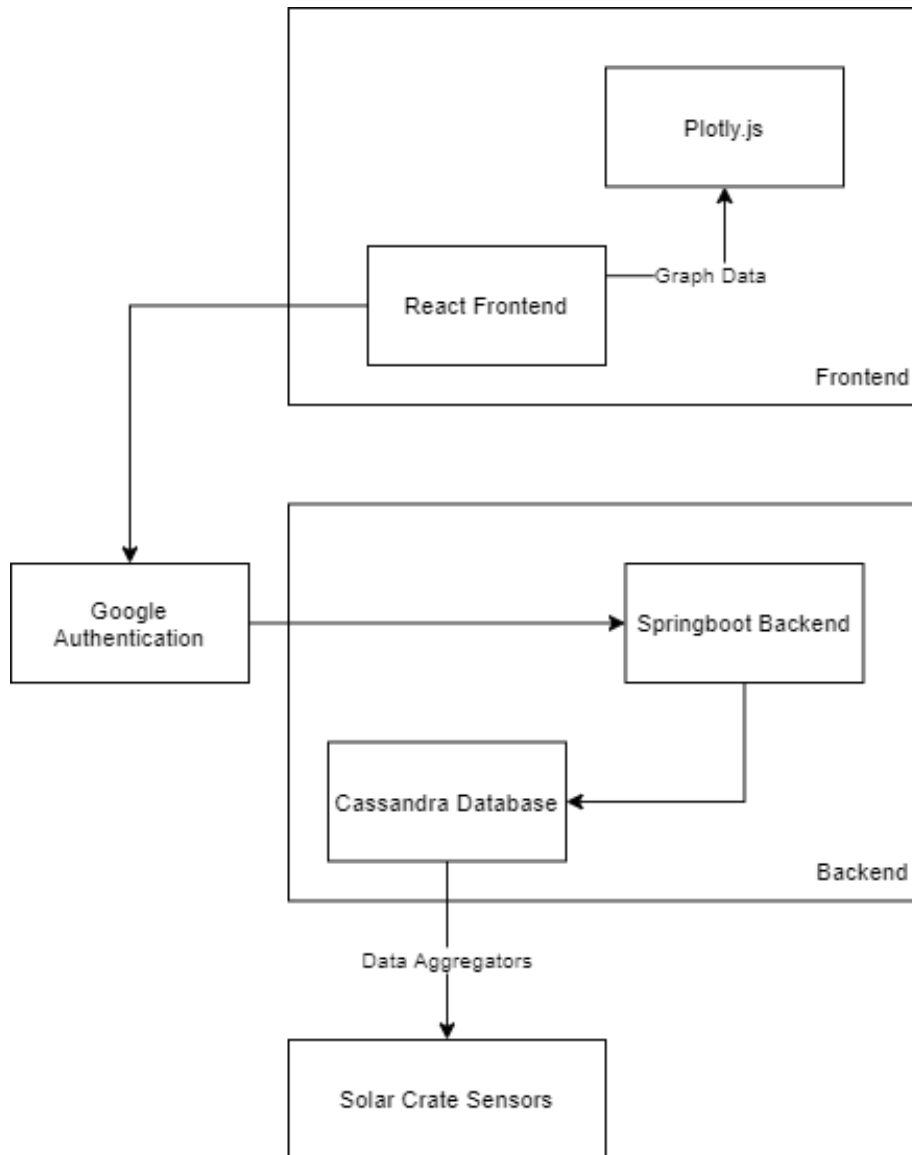 Plotly.js
Graph Data
React Frontend
Frontend
Google
Authentication
Springboot Backend
Cassandra Database
Backend
Data Aggregators
Solar Crate Sensors